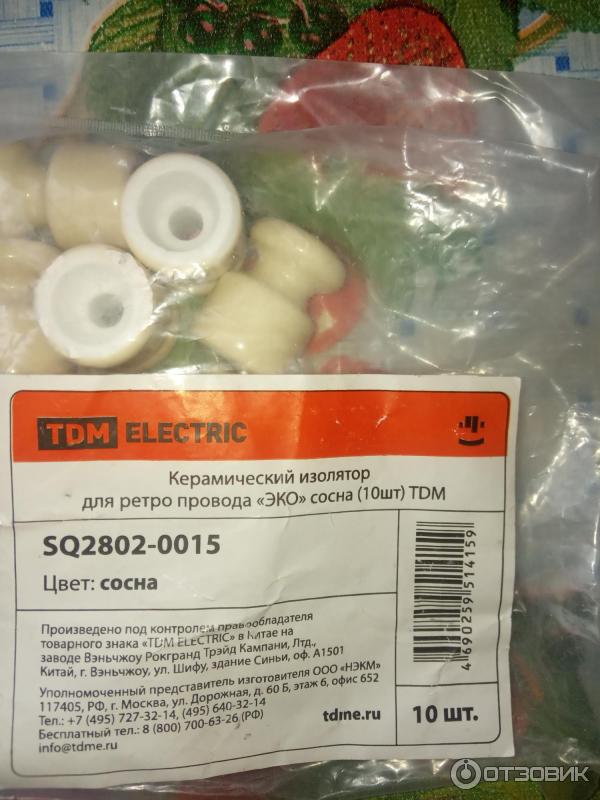 TDM ELECTRIC
Керамический изолятор
для ретро провода «ЭКО» сосна (10шт) TDM
SQ2802-0015
Цвет: сосна
Произведено под контролем правообладателя
товарного знака «TDM ELECTRIC» в Китае на
заводе Вэньчжоу Рокгранд Трэйд Кампани, Лтд.,
Китай, г. Вэньчжоу, ул. Шифу, здание Синьи, оф. А1501
Уполномоченный представитель изготовителя ООО «НЭКМ»
117405, РФ, г. Москва, ул. Дорожная, д. 60 Б, этаж 6, офис 652
Тел.: +7 (495) 727-32-14, (495) 640-32-14
Бесплатный тел.: 8 (800) 700-63-26 (РФ)
info@tdme.ru
tdme.ru
4690259514159
10 шт.
ОТЗОВИК